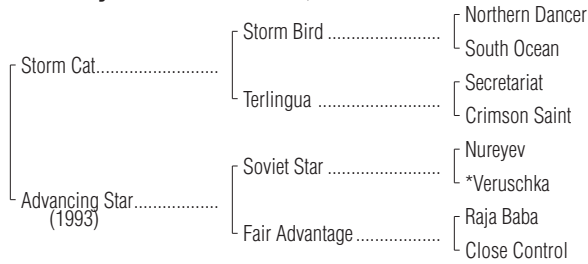 Northern Dancer
Storm Bird ........................
South Ocean
Storm Cat..........................
Secretariat
Terlingua ..........................
Crimson Saint
Nureyev
Soviet Star ........................
*Veruschka
Advancing Star..................
(1993)
Raja Baba
Fair Advantage ..................
Close Control